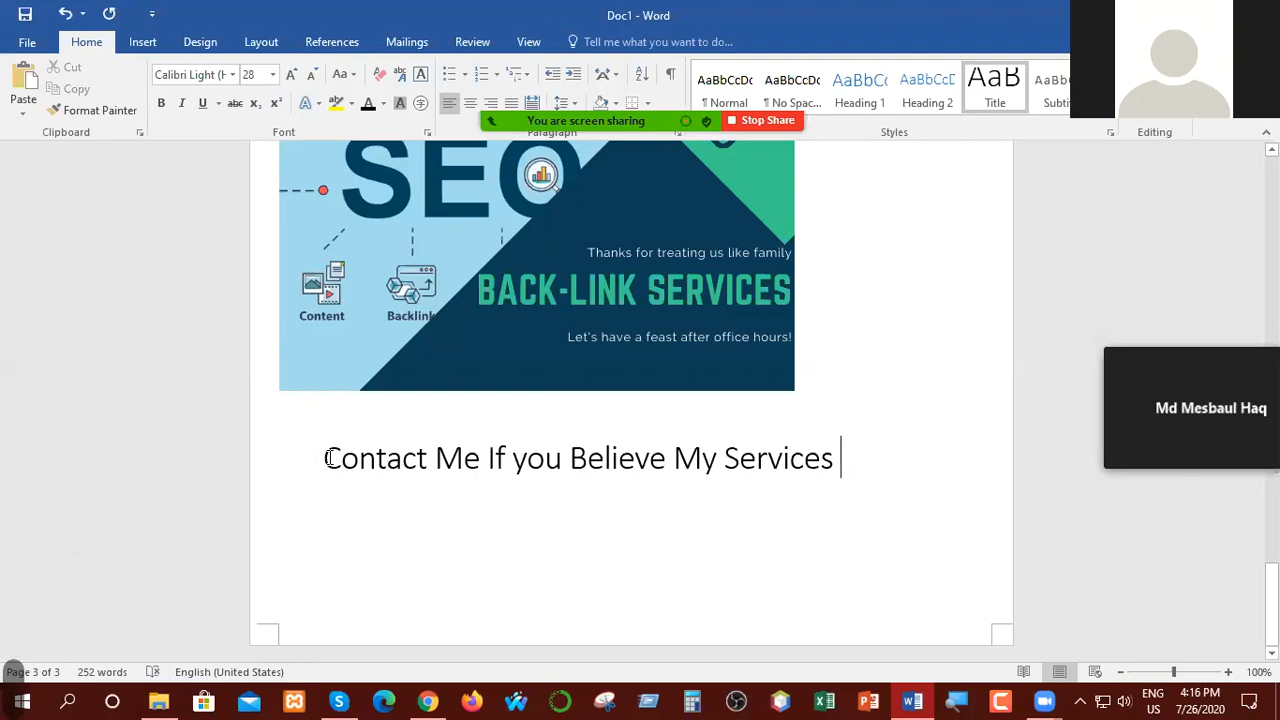 Doc1 - Word
File Home Insert Design Layout References Mailings Review View Tell me what you want to do...
Cut
Copy
Format Painter
Paste
Calibri Light (H 28
AaBbCcDc AaBbCcDc AaBbCc AaBbCcD AaB
¶ Normal ¶ No Spac... Heading 1 Heading 2 Title
You are screen sharing Stop Share
Clipboard Font Paragraph Styles Editing
SEO
Content Backlink
Thanks for treating us like family
BACK-LINK SERVICES
Let's have a feast after office hours!
Md Mesbaul Haq
Contact Me If you Believe My Services
Page 3 of 3 252 words English (United States) 100%
ENG
US
4:16 PM
7/26/2020